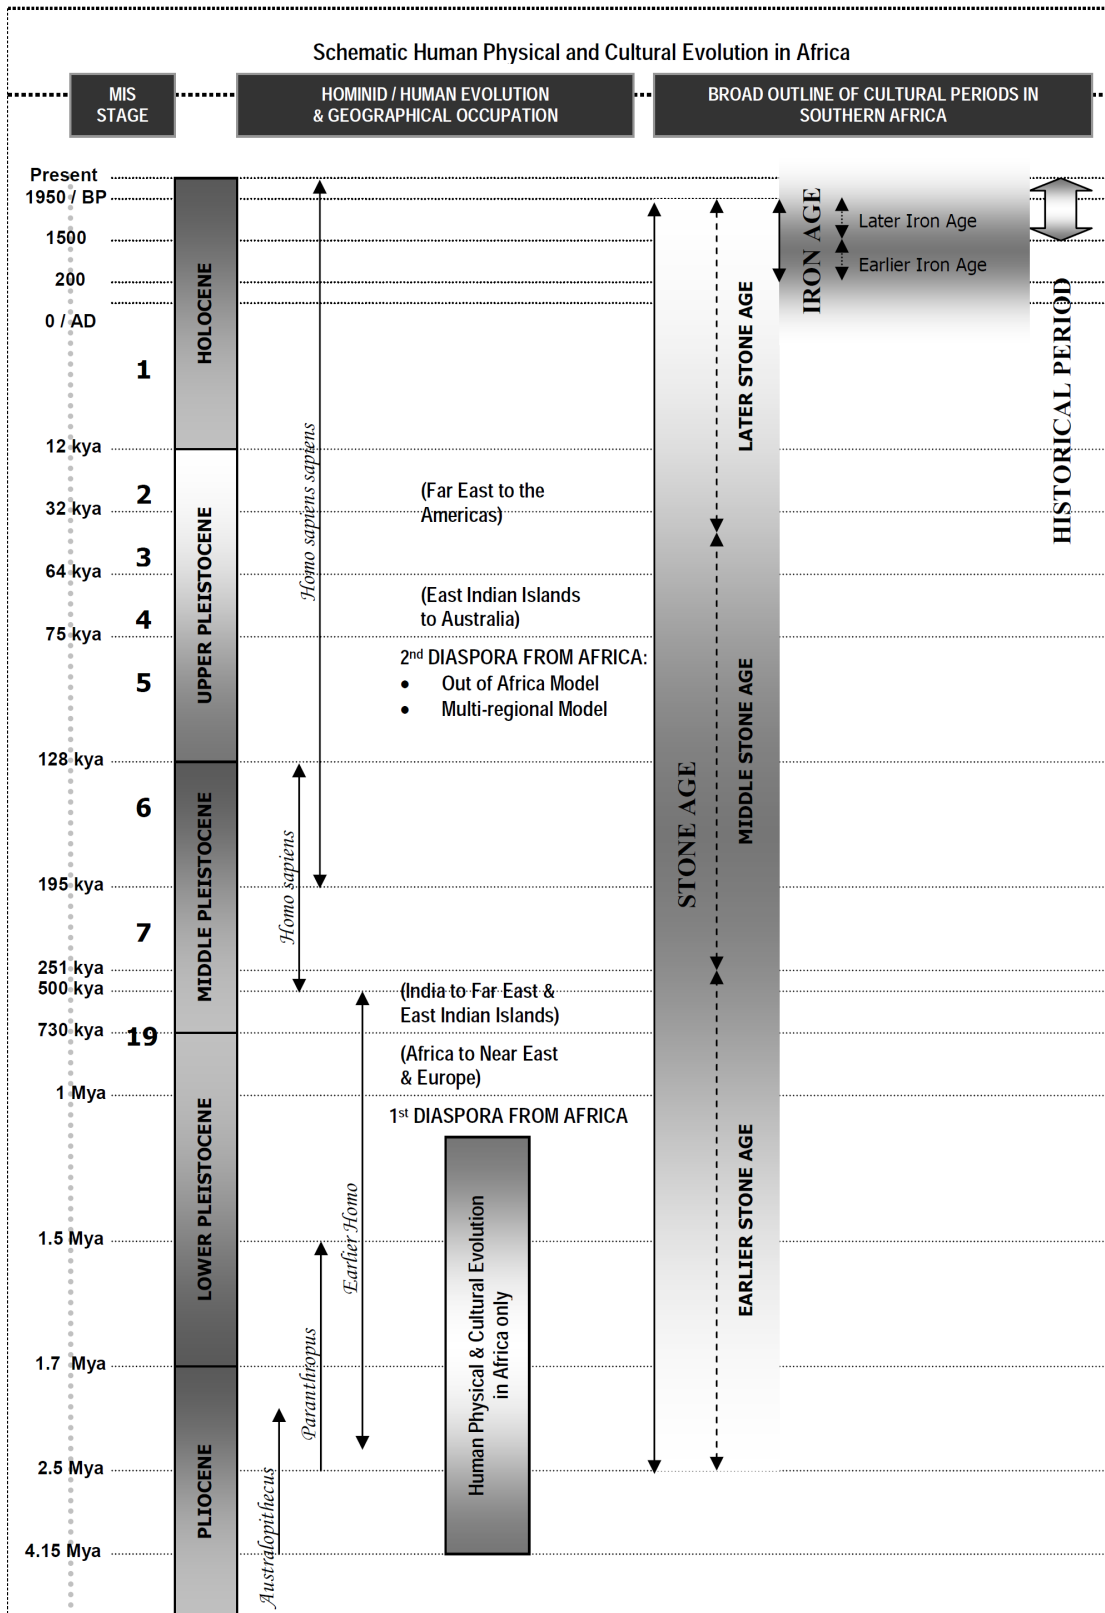 Schematic Human Physical and Cultural Evolution in Africa
MIS
STAGE
HOMINID / HUMAN EVOLUTION
& GEOGRAPHICAL OCCUPATION
BROAD OUTLINE OF CULTURAL PERIODS IN
SOUTHERN AFRICA
Present
1950 / BP
1500
200
0 / AD
12 kya
32 kya
64 kya
75 kya
128 kya
195 kya
251 kya
500 kya
730 kya
1 Mya
1.5 Mya
1.7 Mya
2.5 Mya
4.15 Mya
1
2
3
4
5
6
7
19
HOLOCENE
UPPER PLEISTOCENE
MIDDLE PLEISTOCENE
LOWER PLEISTOCENE
PLIOCENE
Homo sapiens sapiens
Homo sapiens
Earlier Homo
Paranthropus
Australopithecus
(Far East to the
Americas)
(East Indian Islands
to Australia)
2nd DIASPORA FROM AFRICA:
• Out of Africa Model
• Multi-regional Model
(India to Far East &
East Indian Islands)
(Africa to Near East
& Europe)
1st DIASPORA FROM AFRICA
Human Physical & Cultural Evolution
in Africa only
STONE AGE
LATER STONE AGE
MIDDLE STONE AGE
EARLIER STONE AGE
IRON AGE
Later Iron Age
Earlier Iron Age
HISTORICAL PERIOD